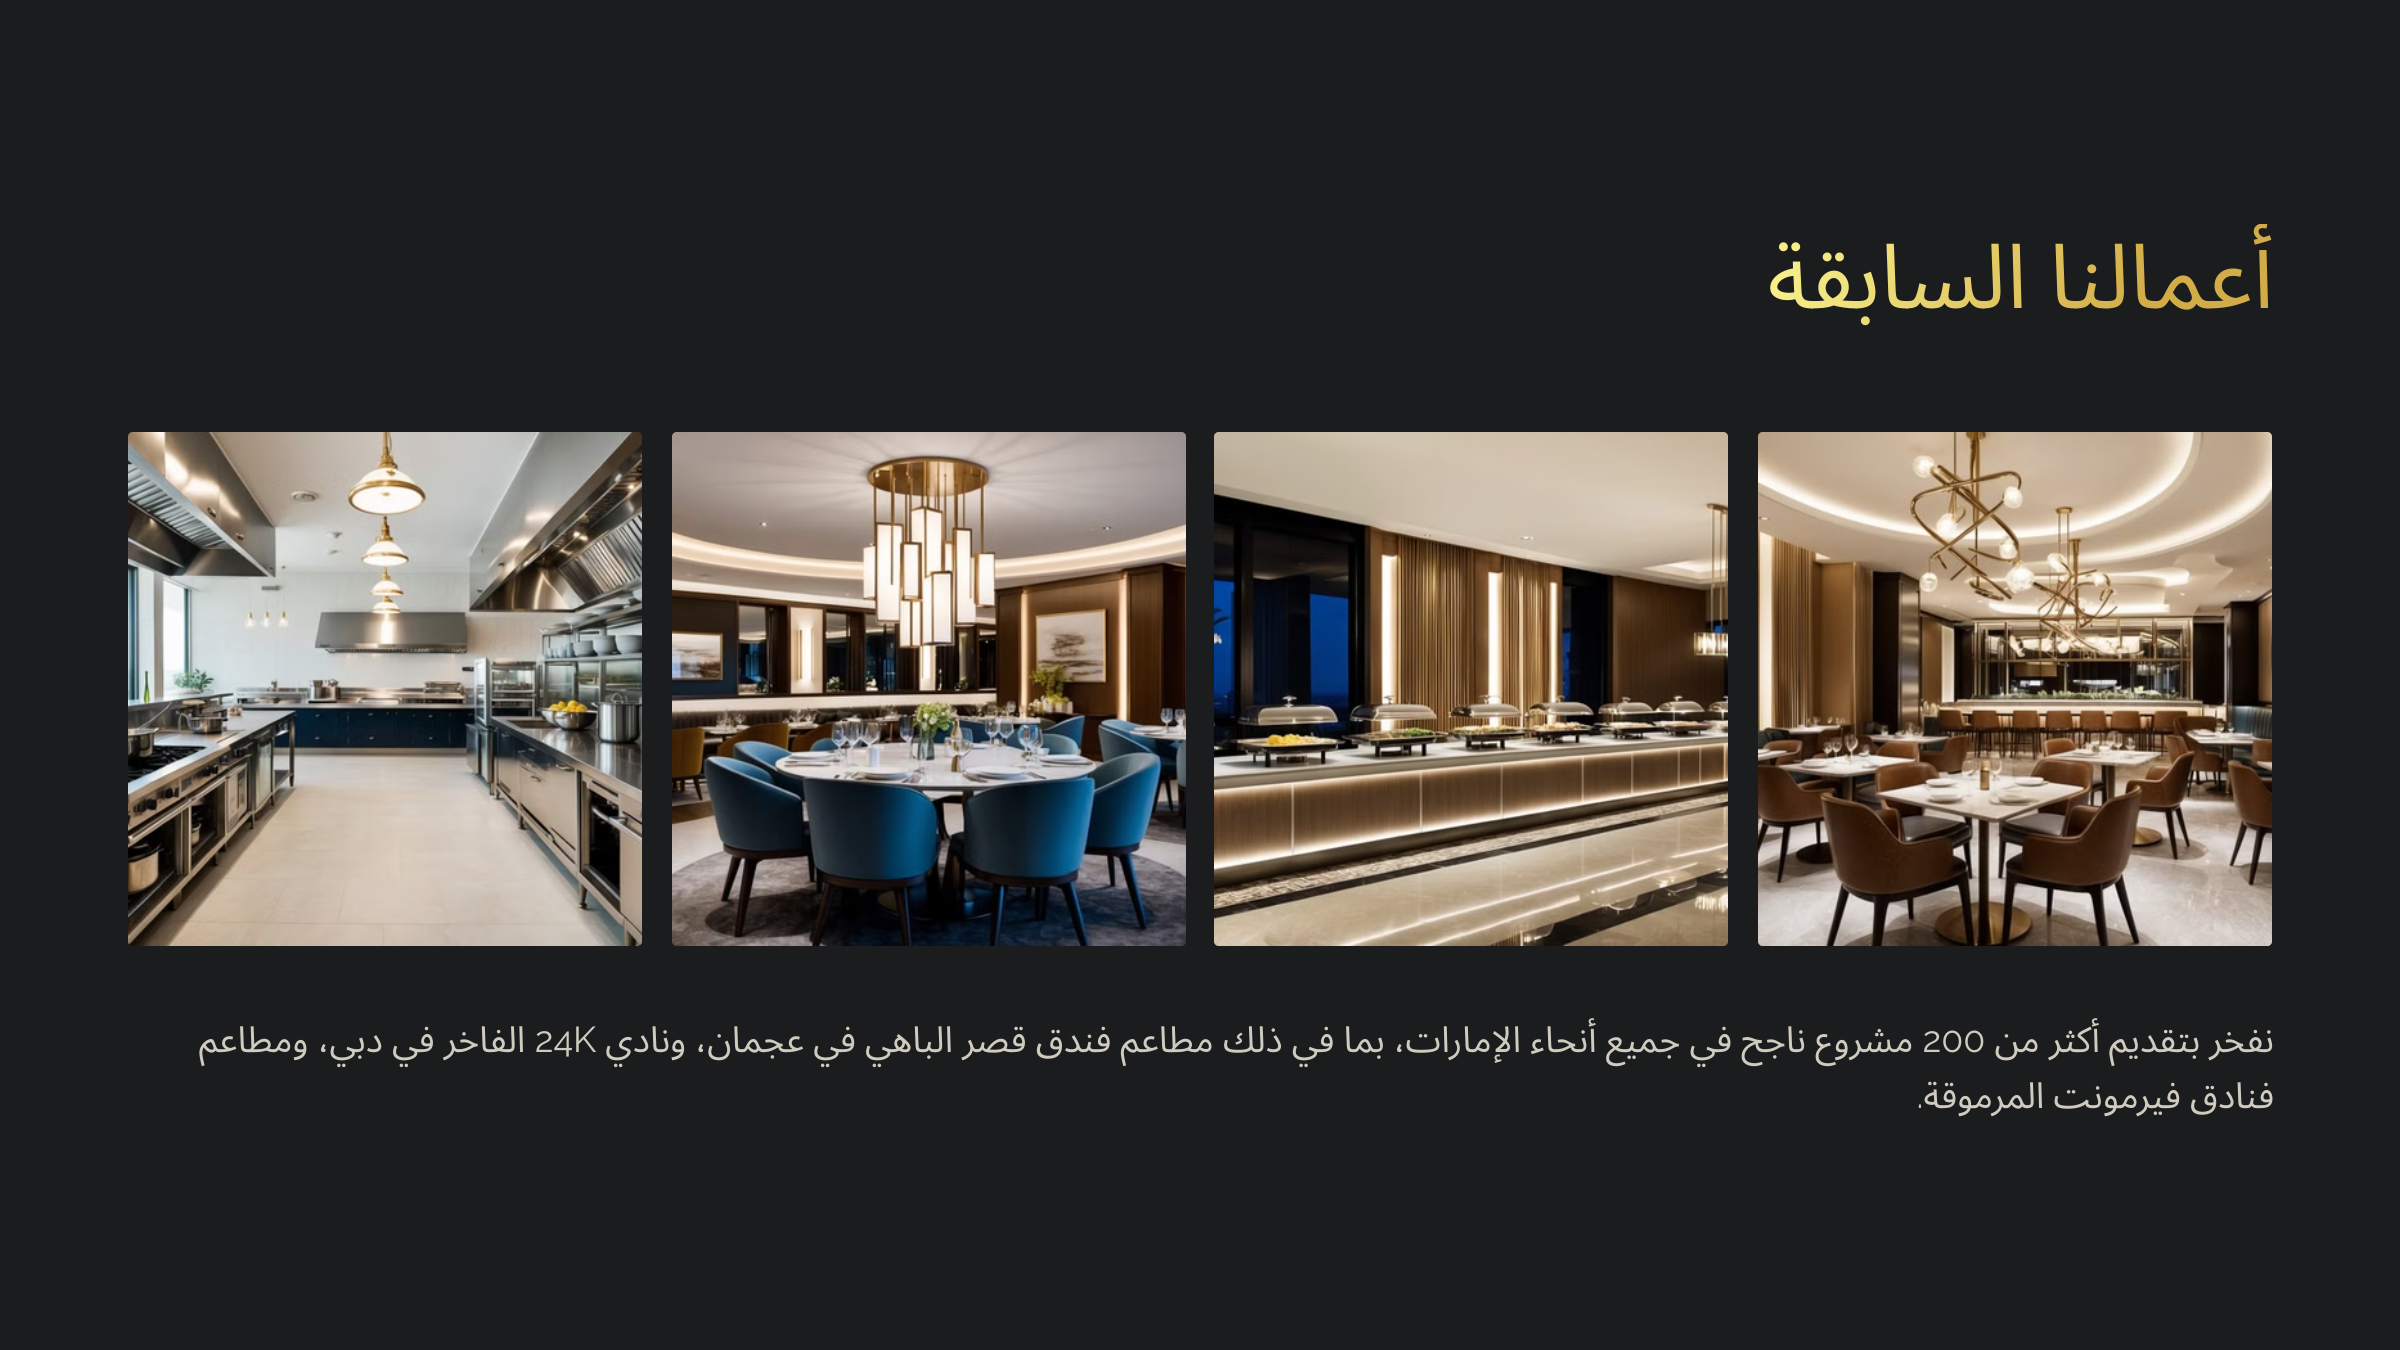 أعمالنا السابقة
نفخر بتقديم أكثر من 200 مشروع ناجح في جميع أنحاء الإمارات، بما في ذلك مطاعم فندق قصر الباهي في عجمان، ونادي 24K الفاخر في دبي، ومطاعم
فنادق فيرمونت المرموقة.